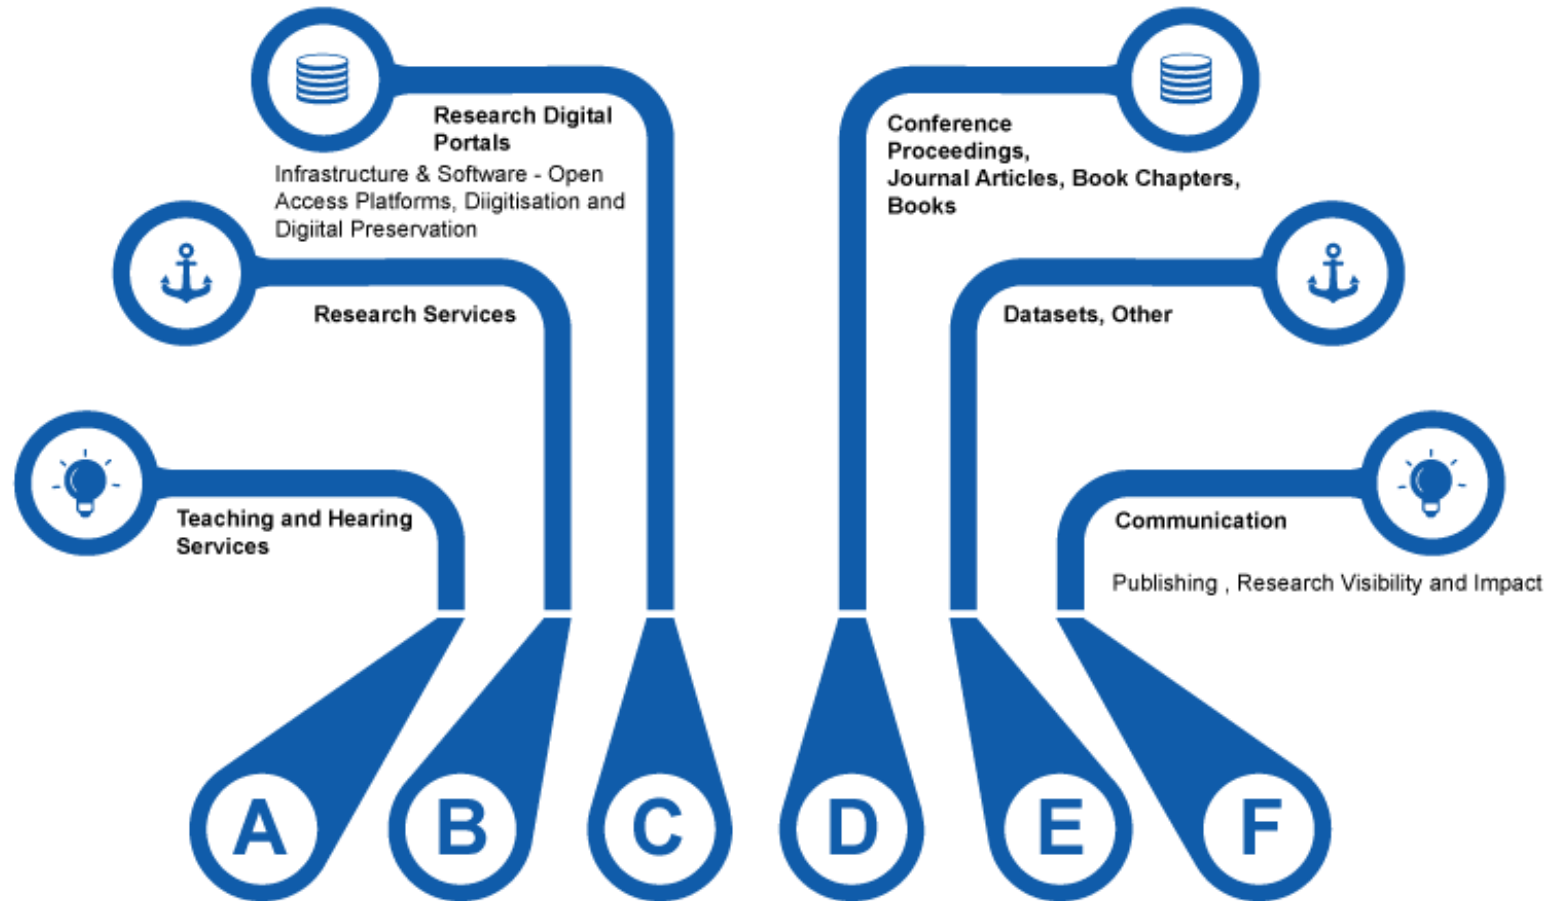 Research Digital
Portals
Infrastructure & Software - Open
Access Platforms, Diigitisation and
Digiital Preservation
Research Services
Teaching and Hearing
Services
Conference
Proceedings,
Journal Articles, Book Chapters,
Books
Datasets, Other
Communication
Publishing , Research Visibility and Impact
A
B
C
D
E
F